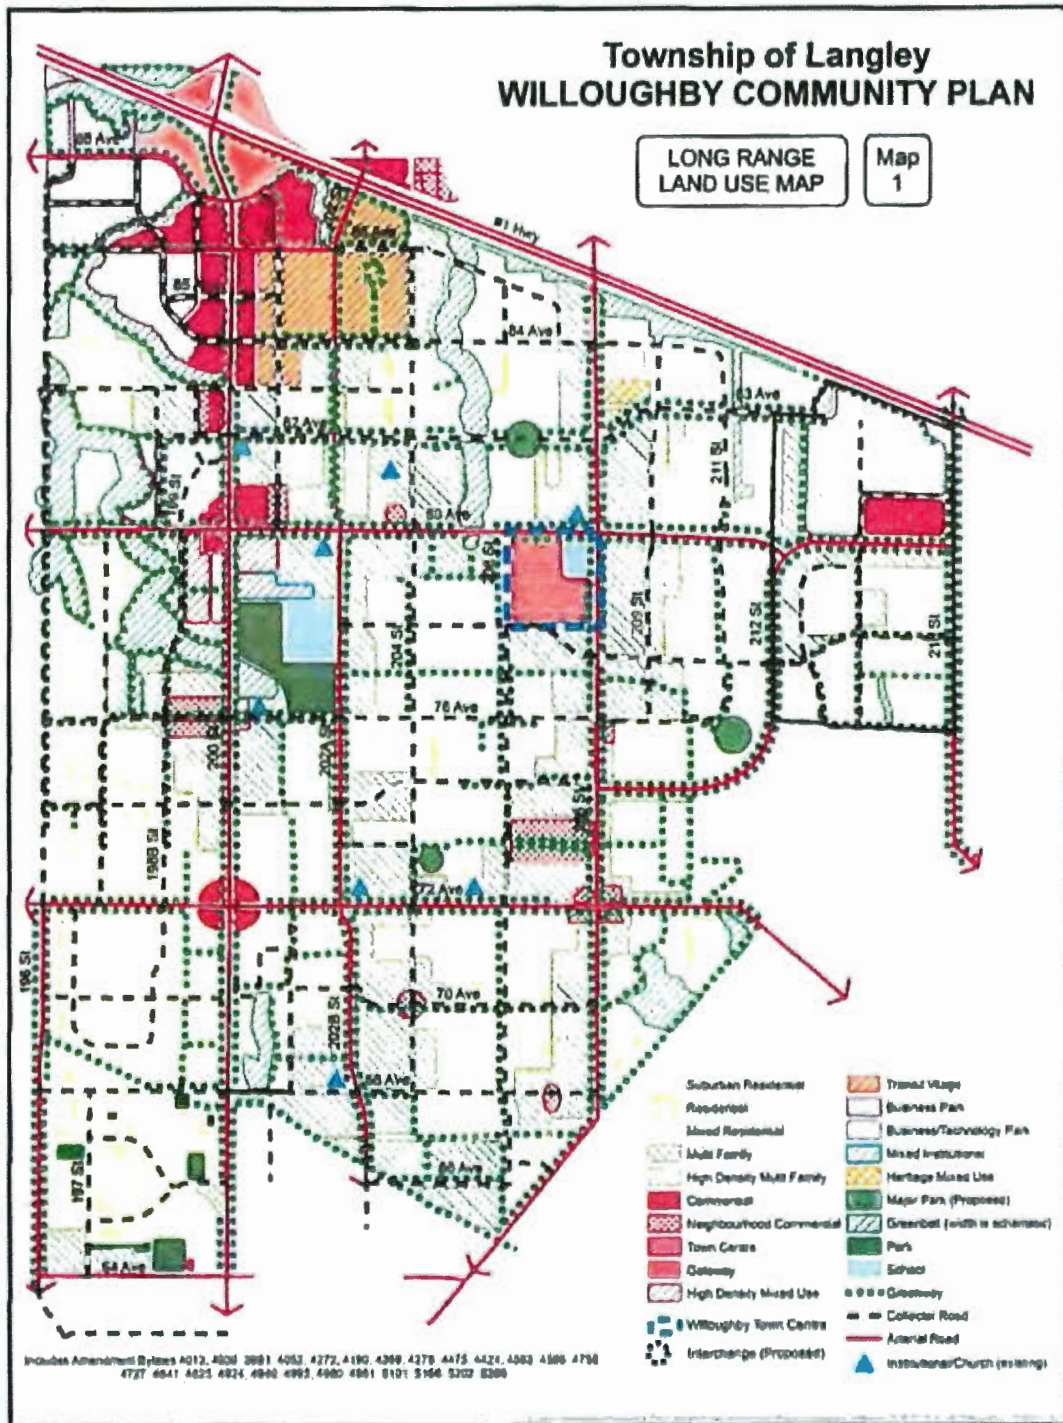 Township of Langley
WILLOUGHBY COMMUNITY PLAN
LONG RANGE
LAND USE MAP
Map
1
88 Ave
#1 Hwy
84 Ave
83 Ave
82 Ave
211 St
80 Ave
204 St
209 St
212 St
76 Ave
200 St
202A St
198B St
72 Ave
196 St
70 Ave
202B St
68 Ave
66 Ave
197 St
64 Ave
Suburban Residential
Residential
Mixed Residential
Multi Family
High Density Multi Family
Commercial
Neighbourhood Commercial
Town Centre
Gateway
High Density Mixed Use
Willoughby Town Centre
Interchange (Proposed)
Transit Village
Business Park
Business/Technology Park
Mixed Institutional
Heritage Mixed Use
Major Park (Proposed)
Greenbelt (width is schematic)
Park
School
Greenway
Collector Road
Arterial Road
Institutional/Church (existing)
Includes Amendment Bylaws